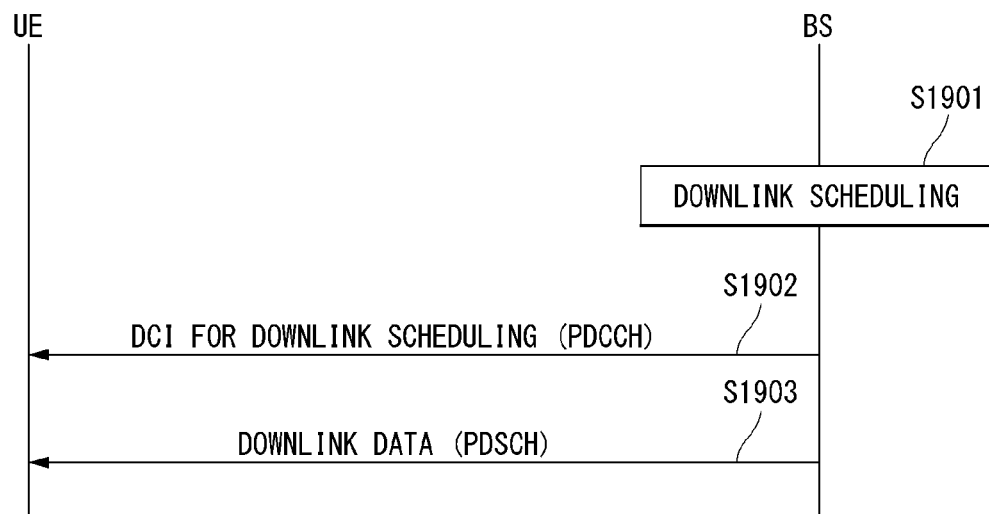 UE
BS
S1901
DOWNLINK SCHEDULING
S1902
DCI FOR DOWNLINK SCHEDULING (PDCCH)
S1903
DOWNLINK DATA (PDSCH)